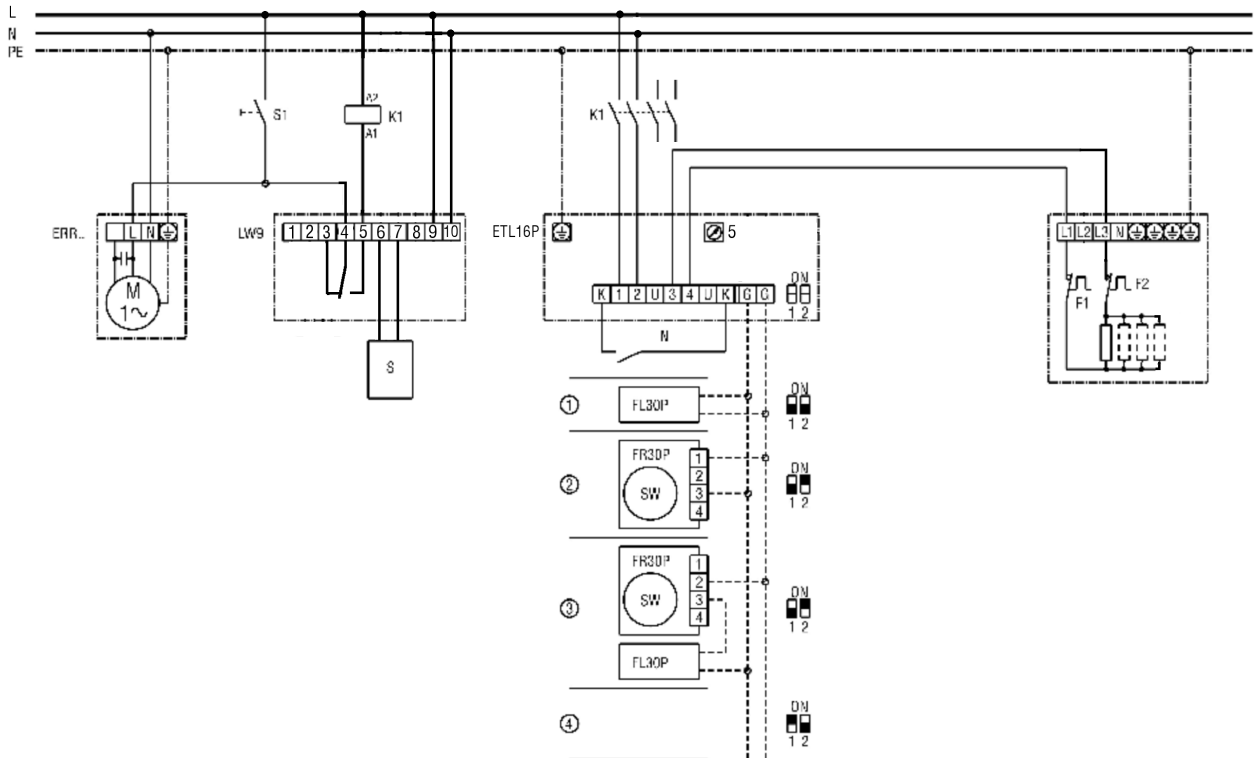 L
N
PE
S1
A2
K1
A1
K1
ERR...
L N
M
1~
LW9
1 2 3 4 5 6 7 8 9 10
S
ETL16P
5
K 1 2 U 3 4 U K G G
ON
1 2
N
L1 L2 L3 N
F1
F2
1
FL30P
ON
1 2
2
FR30P
SW
1
2
3
4
ON
1 2
3
FR30P
SW
1
2
3
4
FL30P
ON
1 2
4
ON
1 2